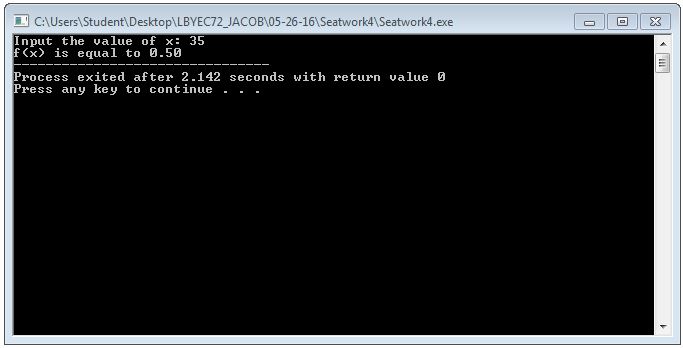 C:\Users\Student\Desktop\LBYEC72_JACOB\05-26-16\Seatwork4\Seatwork4.exe
Input the value of x: 35
f(x) is equal to 0.50
--------------------------------
Process exited after 2.142 seconds with return value 0
Press any key to continue . . .